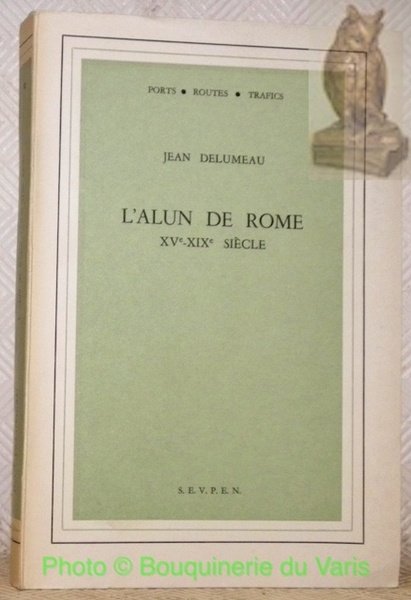 PORTS • ROUTES • TRAFICS
JEAN DELUMEAU
L'ALUN DE ROME
XVe-XIXe SIÈCLE
S. E. V. P. E. N.
Photo © Bouquinerie du Varis